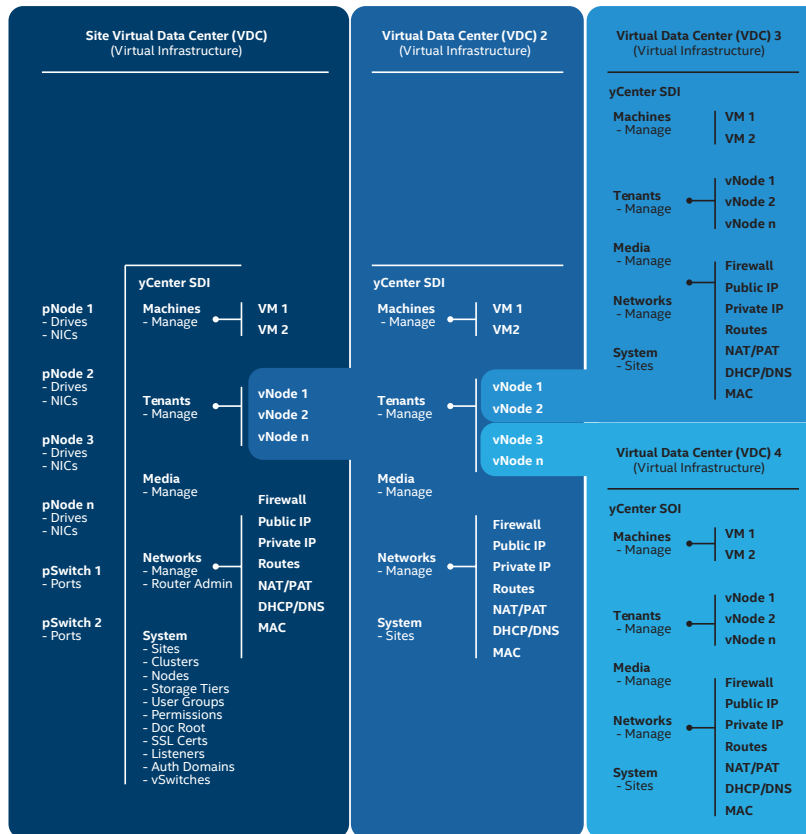 Site Virtual Data Center (VDC)
(Virtual Infrastructure)
pNode 1
- Drives
- NICs
pNode 2
- Drives
- NICs
pNode 3
- Drives
- NICs
pNode n
- Drives
- NICs
pSwitch 1
- Ports
pSwitch 2
- Ports
yCenter SDI
Machines
- Manage
VM 1
VM 2
Tenants
- Manage
vNode 1
vNode 2
vNode n
Media
- Manage
Networks
- Manage
- Router Admin
Firewall
Public IP
Private IP
Routes
NAT/PAT
DHCP/DNS
MAC
System
- Sites
- Clusters
- Nodes
- Storage Tiers
- User Groups
- Permissions
- Doc Root
- SSL Certs
- Listeners
- Auth Domains
- vSwitches
Virtual Data Center (VDC) 2
(Virtual Infrastructure)
yCenter SDI
Machines
- Manage
VM 1
VM2
Tenants
- Manage
vNode 1
vNode 2
vNode 3
vNode n
Media
- Manage
Networks
- Manage
Firewall
Public IP
Private IP
Routes
NAT/PAT
DHCP/DNS
MAC
System
- Sites
Virtual Data Center (VDC) 3
(Virtual Infrastructure)
yCenter SDI
Machines
- Manage
VM 1
VM 2
Tenants
- Manage
vNode 1
vNode 2
vNode n
Media
- Manage
Networks
- Manage
Firewall
Public IP
Private IP
Routes
NAT/PAT
DHCP/DNS
MAC
System
- Sites
Virtual Data Center (VDC) 4
(Virtual Infrastructure)
yCenter SOI
Machines
- Manage
VM 1
VM 2
Tenants
- Manage
vNode 1
vNode 2
vNode n
Media
- Manage
Networks
- Manage
Firewall
Public IP
Private IP
Routes
NAT/PAT
DHCP/DNS
MAC
System
- Sites